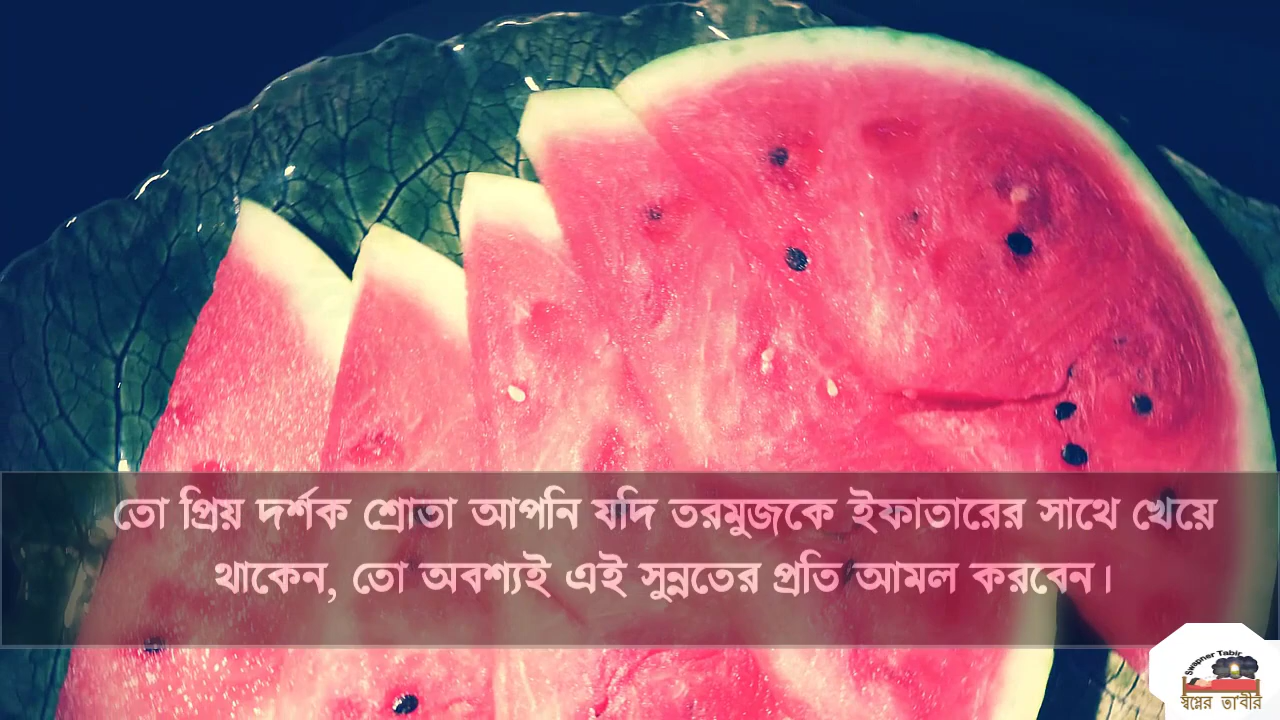 তো প্রিয় দর্শক শ্রোতা আপনি যদি তরমুজকে ইফাতারের সাথে খেয়ে
থাকেন, তো অবশ্যই এই সুন্নতের প্রতি আমল করবেন।
Swapner Tabir
স্বপ্নের তা'বীর